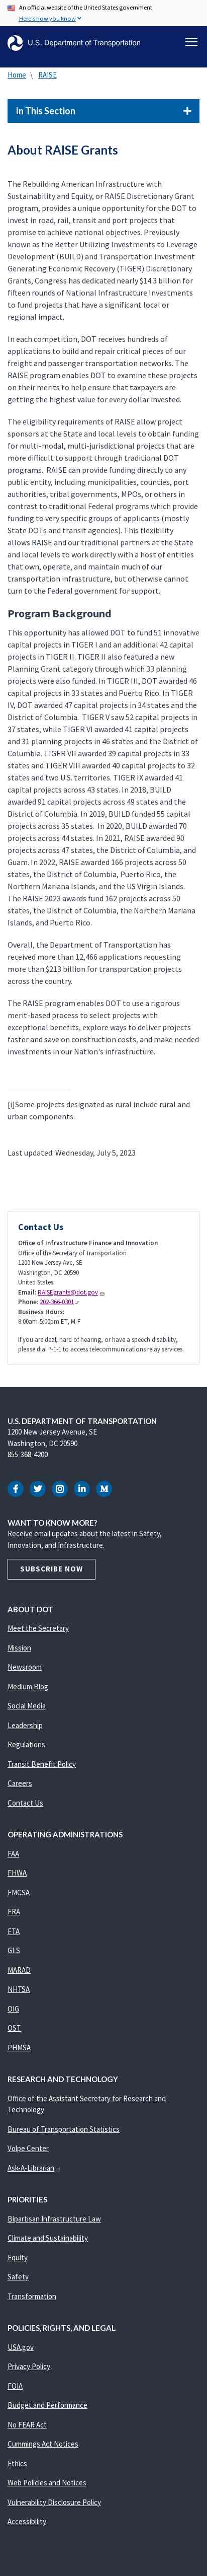 An official website of the United States government
Here's how you know
U.S. Department of Transportation
Home \ RAISE
In This Section +
About RAISE Grants
The Rebuilding American Infrastructure with
Sustainability and Equity, or RAISE Discretionary Grant
program, provides a unique opportunity for the DOT to
invest in road, rail, transit and port projects that
promise to achieve national objectives. Previously
known as the Better Utilizing Investments to Leverage
Development (BUILD) and Transportation Investment
Generating Economic Recovery (TIGER) Discretionary
Grants, Congress has dedicated nearly $14.3 billion for
fifteen rounds of National Infrastructure Investments
to fund projects that have a significant local or
regional impact.
In each competition, DOT receives hundreds of
applications to build and repair critical pieces of our
freight and passenger transportation networks. The
RAISE program enables DOT to examine these projects
on their merits to help ensure that taxpayers are
getting the highest value for every dollar invested.
The eligibility requirements of RAISE allow project
sponsors at the State and local levels to obtain funding
for multi-modal, multi-jurisdictional projects that are
more difficult to support through traditional DOT
programs. RAISE can provide funding directly to any
public entity, including municipalities, counties, port
authorities, tribal governments, MPOs, or others in
contrast to traditional Federal programs which provide
funding to very specific groups of applicants (mostly
State DOTs and transit agencies). This flexibility
allows RAISE and our traditional partners at the State
and local levels to work directly with a host of entities
that own, operate, and maintain much of our
transportation infrastructure, but otherwise cannot
turn to the Federal government for support.
Program Background
This opportunity has allowed DOT to fund 51 innovative
capital projects in TIGER I and an additional 42 capital
projects in TIGER II. TIGER II also featured a new
Planning Grant category through which 33 planning
projects were also funded. In TIGER III, DOT awarded 46
capital projects in 33 states and Puerto Rico. In TIGER
IV, DOT awarded 47 capital projects in 34 states and the
District of Columbia. TIGER V saw 52 capital projects in
37 states, while TIGER VI awarded 41 capital projects
and 31 planning projects in 46 states and the District of
Columbia. TIGER VII awarded 39 capital projects in 33
states and TIGER VIII awarded 40 capital projects to 32
states and two U.S. territories. TIGER IX awarded 41
capital projects across 43 states. In 2018, BUILD
awarded 91 capital projects across 49 states and the
District of Columbia. In 2019, BUILD funded 55 capital
projects across 35 states. In 2020, BUILD awarded 70
projects across 44 states. In 2021, RAISE awarded 90
projects across 47 states, the District of Columbia, and
Guam. In 2022, RAISE awarded 166 projects across 50
states, the District of Columbia, Puerto Rico, the
Northern Mariana Islands, and the US Virgin Islands.
The RAISE 2023 awards fund 162 projects across 50
states, the District of Columbia, the Northern Mariana
Islands, and Puerto Rico.
Overall, the Department of Transportation has
received more than 12,466 applications requesting
more than $213 billion for transportation projects
across the country.
The RAISE program enables DOT to use a rigorous
merit-based process to select projects with
exceptional benefits, explore ways to deliver projects
faster and save on construction costs, and make needed
investments in our Nation's infrastructure.
[i]Some projects designated as rural include rural and
urban components.
Last updated: Wednesday, July 5, 2023
Contact Us
Office of Infrastructure Finance and Innovation
Office of the Secretary of Transportation
1200 New Jersey Ave, SE
Washington, DC 20590
United States
Email: RAISEgrants@dot.gov
Phone: 202-366-0301
Business Hours:
8:00am-5:00pm ET, M-F
If you are deaf, hard of hearing, or have a speech disability,
please dial 7-1-1 to access telecommunications relay services.
U.S. DEPARTMENT OF TRANSPORTATION
1200 New Jersey Avenue, SE
Washington, DC 20590
855-368-4200
WANT TO KNOW MORE?
Receive email updates about the latest in Safety,
Innovation, and Infrastructure.
SUBSCRIBE NOW
ABOUT DOT
Meet the Secretary
Mission
Newsroom
Medium Blog
Social Media
Leadership
Regulations
Transit Benefit Policy
Careers
Contact Us
OPERATING ADMINISTRATIONS
FAA
FHWA
FMCSA
FRA
FTA
GLS
MARAD
NHTSA
OIG
OST
PHMSA
RESEARCH AND TECHNOLOGY
Office of the Assistant Secretary for Research and
Technology
Bureau of Transportation Statistics
Volpe Center
Ask-A-Librarian
PRIORITIES
Bipartisan Infrastructure Law
Climate and Sustainability
Equity
Safety
Transformation
POLICIES, RIGHTS, AND LEGAL
USA.gov
Privacy Policy
FOIA
Budget and Performance
No FEAR Act
Cummings Act Notices
Ethics
Web Policies and Notices
Vulnerability Disclosure Policy
Accessibility